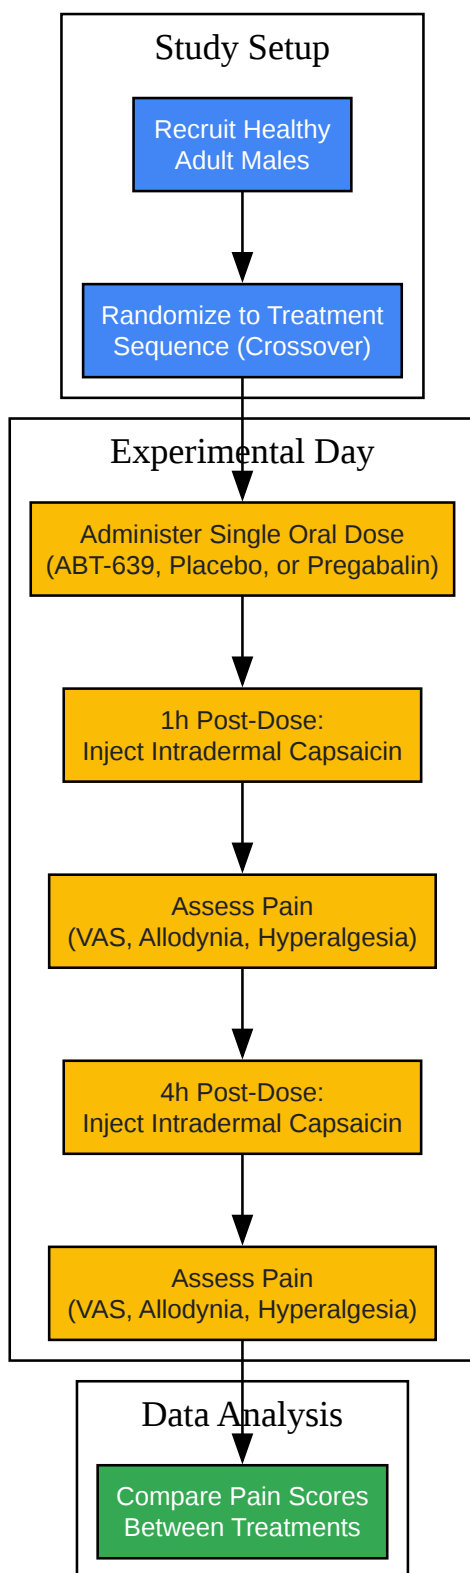 Study Setup
Recruit Healthy
Adult Males
Randomize to Treatment
Sequence (Crossover)
Experimental Day
Administer Single Oral Dose
(ABT-639, Placebo, or Pregabalin)
1h Post-Dose:
Inject Intradermal Capsaicin
Assess Pain
(VAS, Allodynia, Hyperalgesia)
4h Post-Dose:
Inject Intradermal Capsaicin
Assess Pain
(VAS, Allodynia, Hyperalgesia)
Data Analysis
Compare Pain Scores
Between Treatments